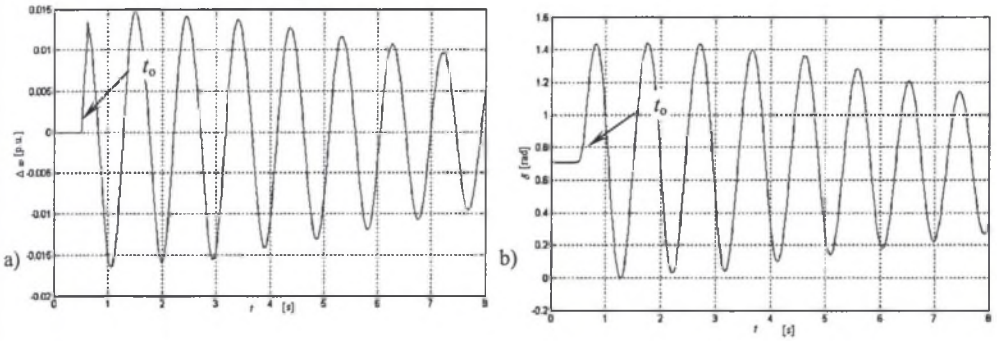 a)
0.015
0.01
0.005
0
-0.005
-0.01
-0.015
-0.02
Δ ω [p.u.]
t₀
0 1 2 3 4 5 6 7 8
t [s]
b)
1.6
1.4
1.2
1
0.8
0.6
0.4
0.2
0
-0.2
δ [rad]
t₀
0 1 2 3 4 5 6 7 8
t [s]